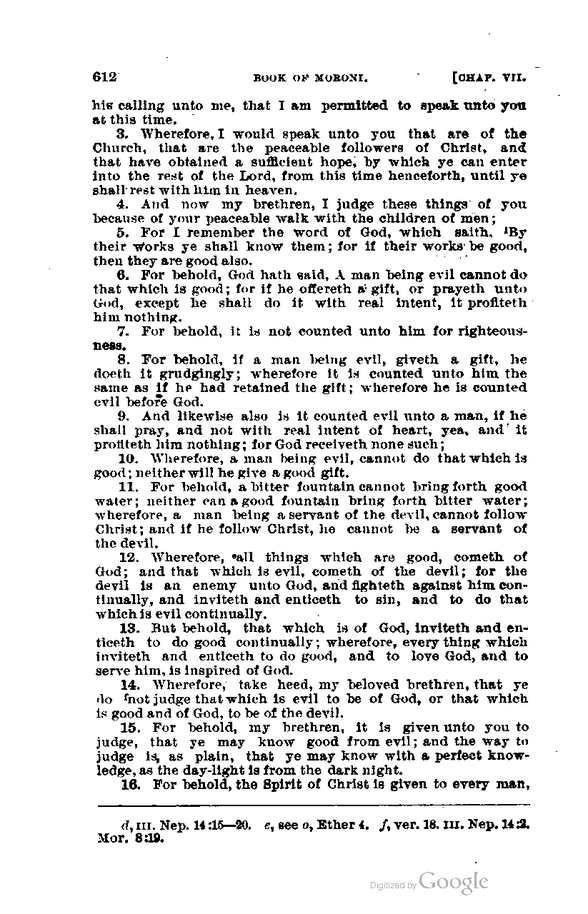 612 BOOK OF MORONI. [CHAP. VII.
his calling unto me, that I am permitted to speak unto you
at this time.
3. Wherefore, I would speak unto you that are of the
Church, that are the peaceable followers of Christ, and
that have obtained a sufficient hope, by which ye can enter
into the rest of the Lord, from this time henceforth, until ye
shall rest with him in heaven.
4. And now my brethren, I judge these things of you
because of your peaceable walk with the children of men;
5. For I remember the word of God, which saith, dBy
their works ye shall know them; for if their works be good,
then they are good also.
6. For behold, God hath said, A man being evil cannot do
that which is good; for if he offereth a gift, or prayeth unto
God, except he shall do it with real intent, it profiteth
him nothing.
7. For behold, it is not counted unto him for righteous-
ness.
8. For behold, if a man being evil, giveth a gift, he
doeth it grudgingly; wherefore it is counted unto him the
same as if he had retained the gift; wherefore he is counted
evil before God.
9. And likewise also is it counted evil unto a man, if he
shall pray, and not with real intent of heart, yea, and it
profiteth him nothing; for God receiveth none such;
10. Wherefore, a man being evil, cannot do that which is
good; neither will he give a good gift.
11. For behold, a bitter fountain cannot bring forth good
water; neither can a good fountain bring forth bitter water;
wherefore, a man being a servant of the devil, cannot follow
Christ; and if he follow Christ, he cannot be a servant of
the devil.
12. Wherefore, eall things which are good, cometh of
God; and that which is evil, cometh of the devil; for the
devil is an enemy unto God, and fighteth against him con-
tinually, and inviteth and enticeth to sin, and to do that
which is evil continually.
13. But behold, that which is of God, inviteth and en-
ticeth to do good continually; wherefore, every thing which
inviteth and enticeth to do good, and to love God, and to
serve him, is inspired of God.
14. Wherefore, take heed, my beloved brethren, that ye
do fnot judge that which is evil to be of God, or that which
is good and of God, to be of the devil.
15. For behold, my brethren, it is given unto you to
judge, that ye may know good from evil; and the way to
judge is, as plain, that ye may know with a perfect know-
ledge, as the day-light is from the dark night.
16. For behold, the Spirit of Christ is given to every man,
d, III. Nep. 14:15—20. e, see o, Ether 4. f, ver. 18. III. Nep. 14:2.
Mor. 8:19.
Digitized by Google